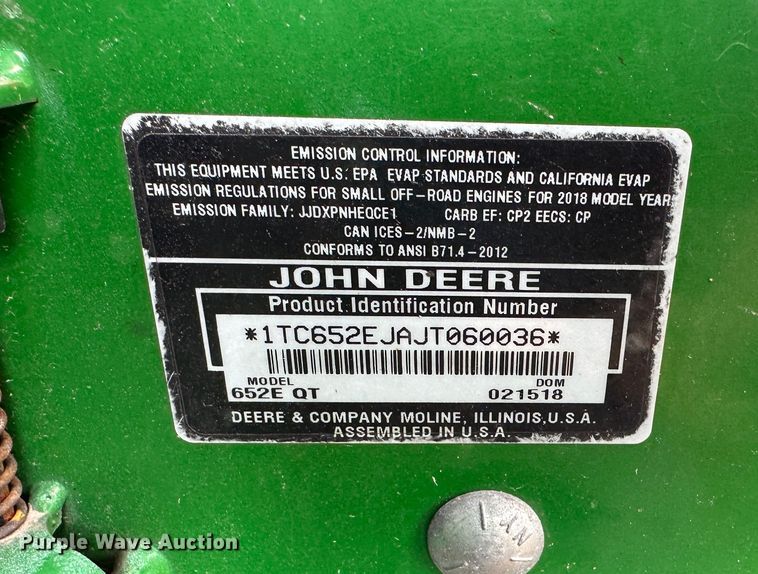 EMISSION CONTROL INFORMATION:
THIS EQUIPMENT MEETS U.S. EPA EVAP STANDARDS AND CALIFORNIA EVAP
EMISSION REGULATIONS FOR SMALL OFF-ROAD ENGINES FOR 2018 MODEL YEAR
EMISSION FAMILY: JJDXPNHEQCE1 CARB EF: CP2 EECS: CP
CAN ICES-2/NMB-2
CONFORMS TO ANSI B71.4-2012
JOHN DEERE
Product Identification Number
*1TC652EJAJT060036*
MODEL DOM
652E QT 021518
DEERE & COMPANY MOLINE, ILLINOIS,U.S.A.
ASSEMBLED IN U.S.A.
Purple Wave Auction